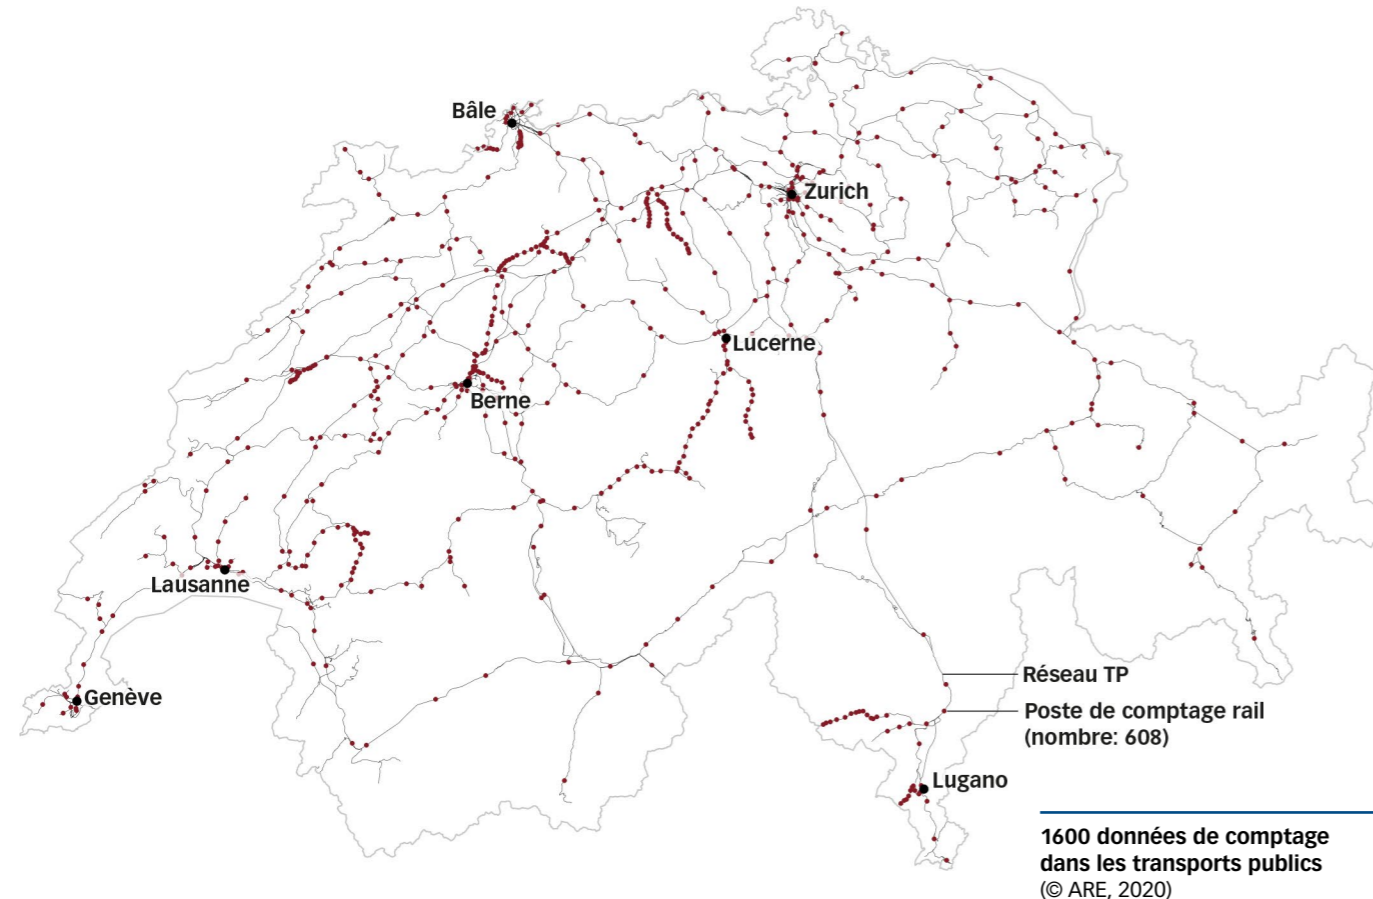 Bâle
Zurich
Lucerne
Berne
Lausanne
Genève
Réseau TP
Poste de comptage rail
(nombre: 608)
Lugano
1600 données de comptage
dans les transports publics
(© ARE, 2020)